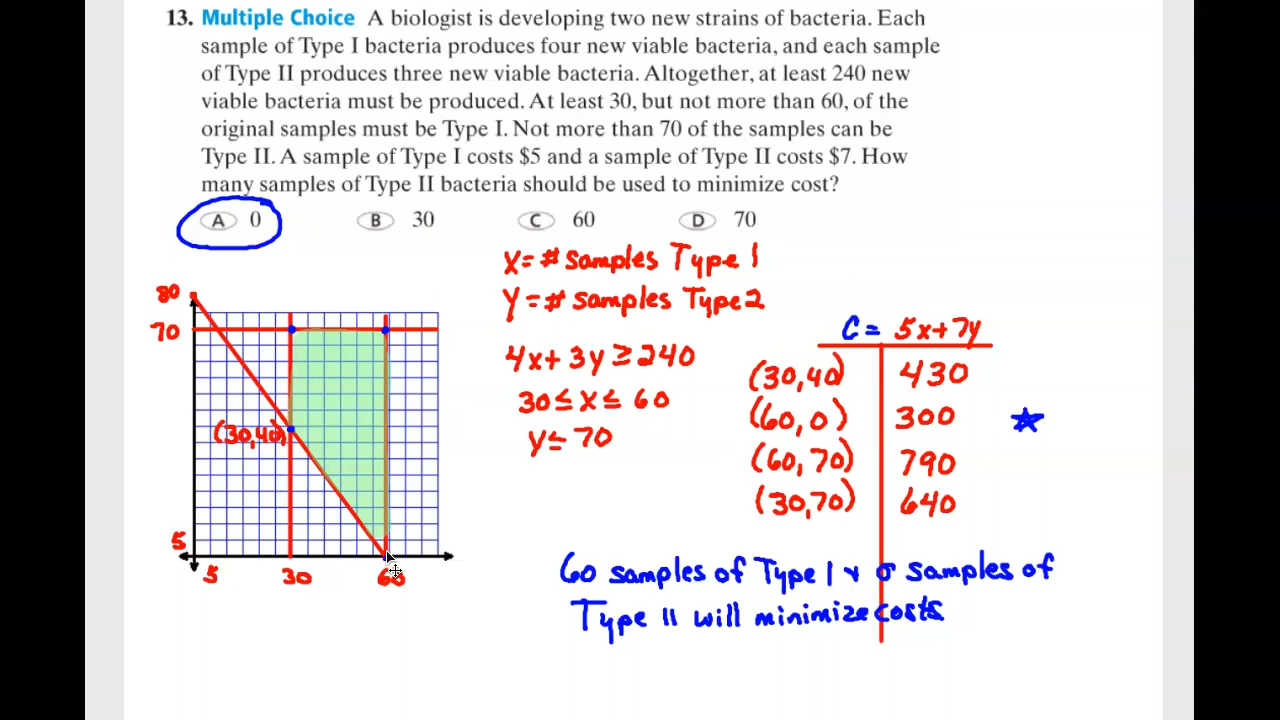 13. Multiple Choice A biologist is developing two new strains of bacteria. Each
sample of Type I bacteria produces four new viable bacteria, and each sample
of Type II produces three new viable bacteria. Altogether, at least 240 new
viable bacteria must be produced. At least 30, but not more than 60, of the
original samples must be Type I. Not more than 70 of the samples can be
Type II. A sample of Type I costs $5 and a sample of Type II costs $7. How
many samples of Type II bacteria should be used to minimize cost?
A 0 B 30 C 60 D 70
x = # samples Type 1
y = # samples Type 2
80
70
(30,40)
5
5 30 60
4x + 3y ≥ 240
30 ≤ x ≤ 60
y ≤ 70
C = 5x+7y
(30,40) 430
(60,0) 300
(60,70) 790
(30,70) 640
60 samples of Type I & 0 samples of
Type II will minimize costs